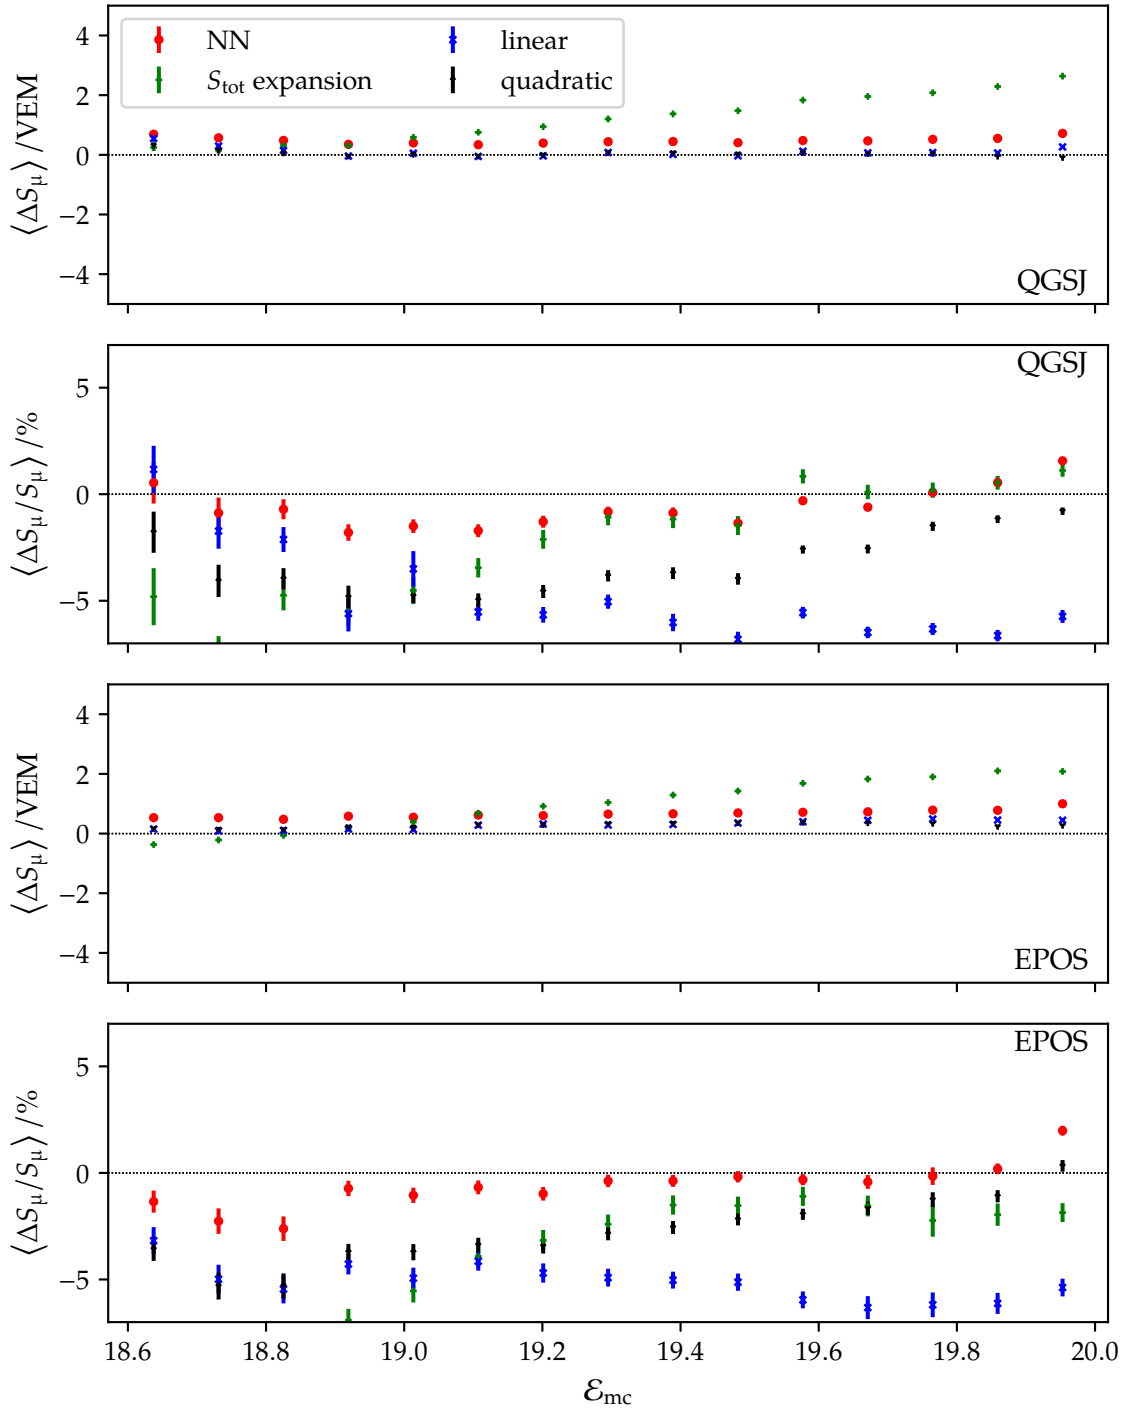 NN
linear
S_tot expansion
quadratic
⟨ΔS_μ⟩ /VEM
4
2
0
−2
−4
QGSJ
QGSJ
⟨ΔS_μ/S_μ⟩ /%
5
0
−5
⟨ΔS_μ⟩ /VEM
4
2
0
−2
−4
EPOS
EPOS
⟨ΔS_μ/S_μ⟩ /%
5
0
−5
18.6 18.8 19.0 19.2 19.4 19.6 19.8 20.0
ℰ_mc